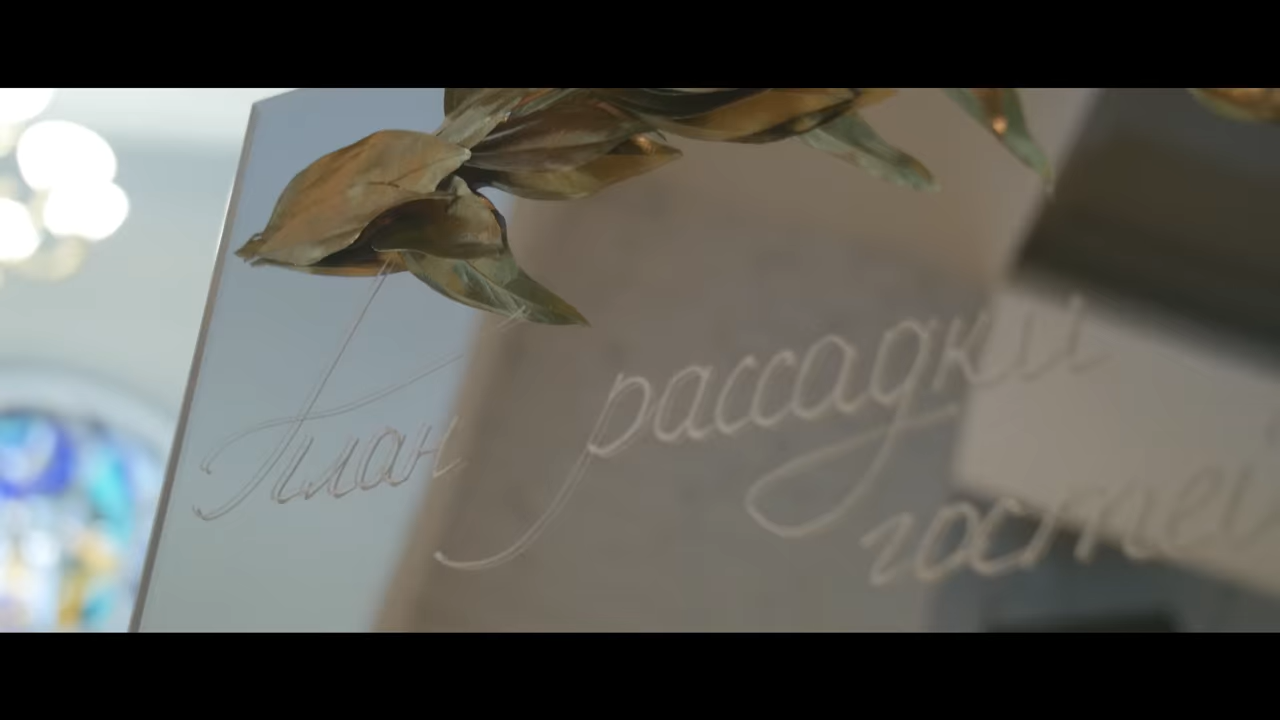 План рассадки
гостей